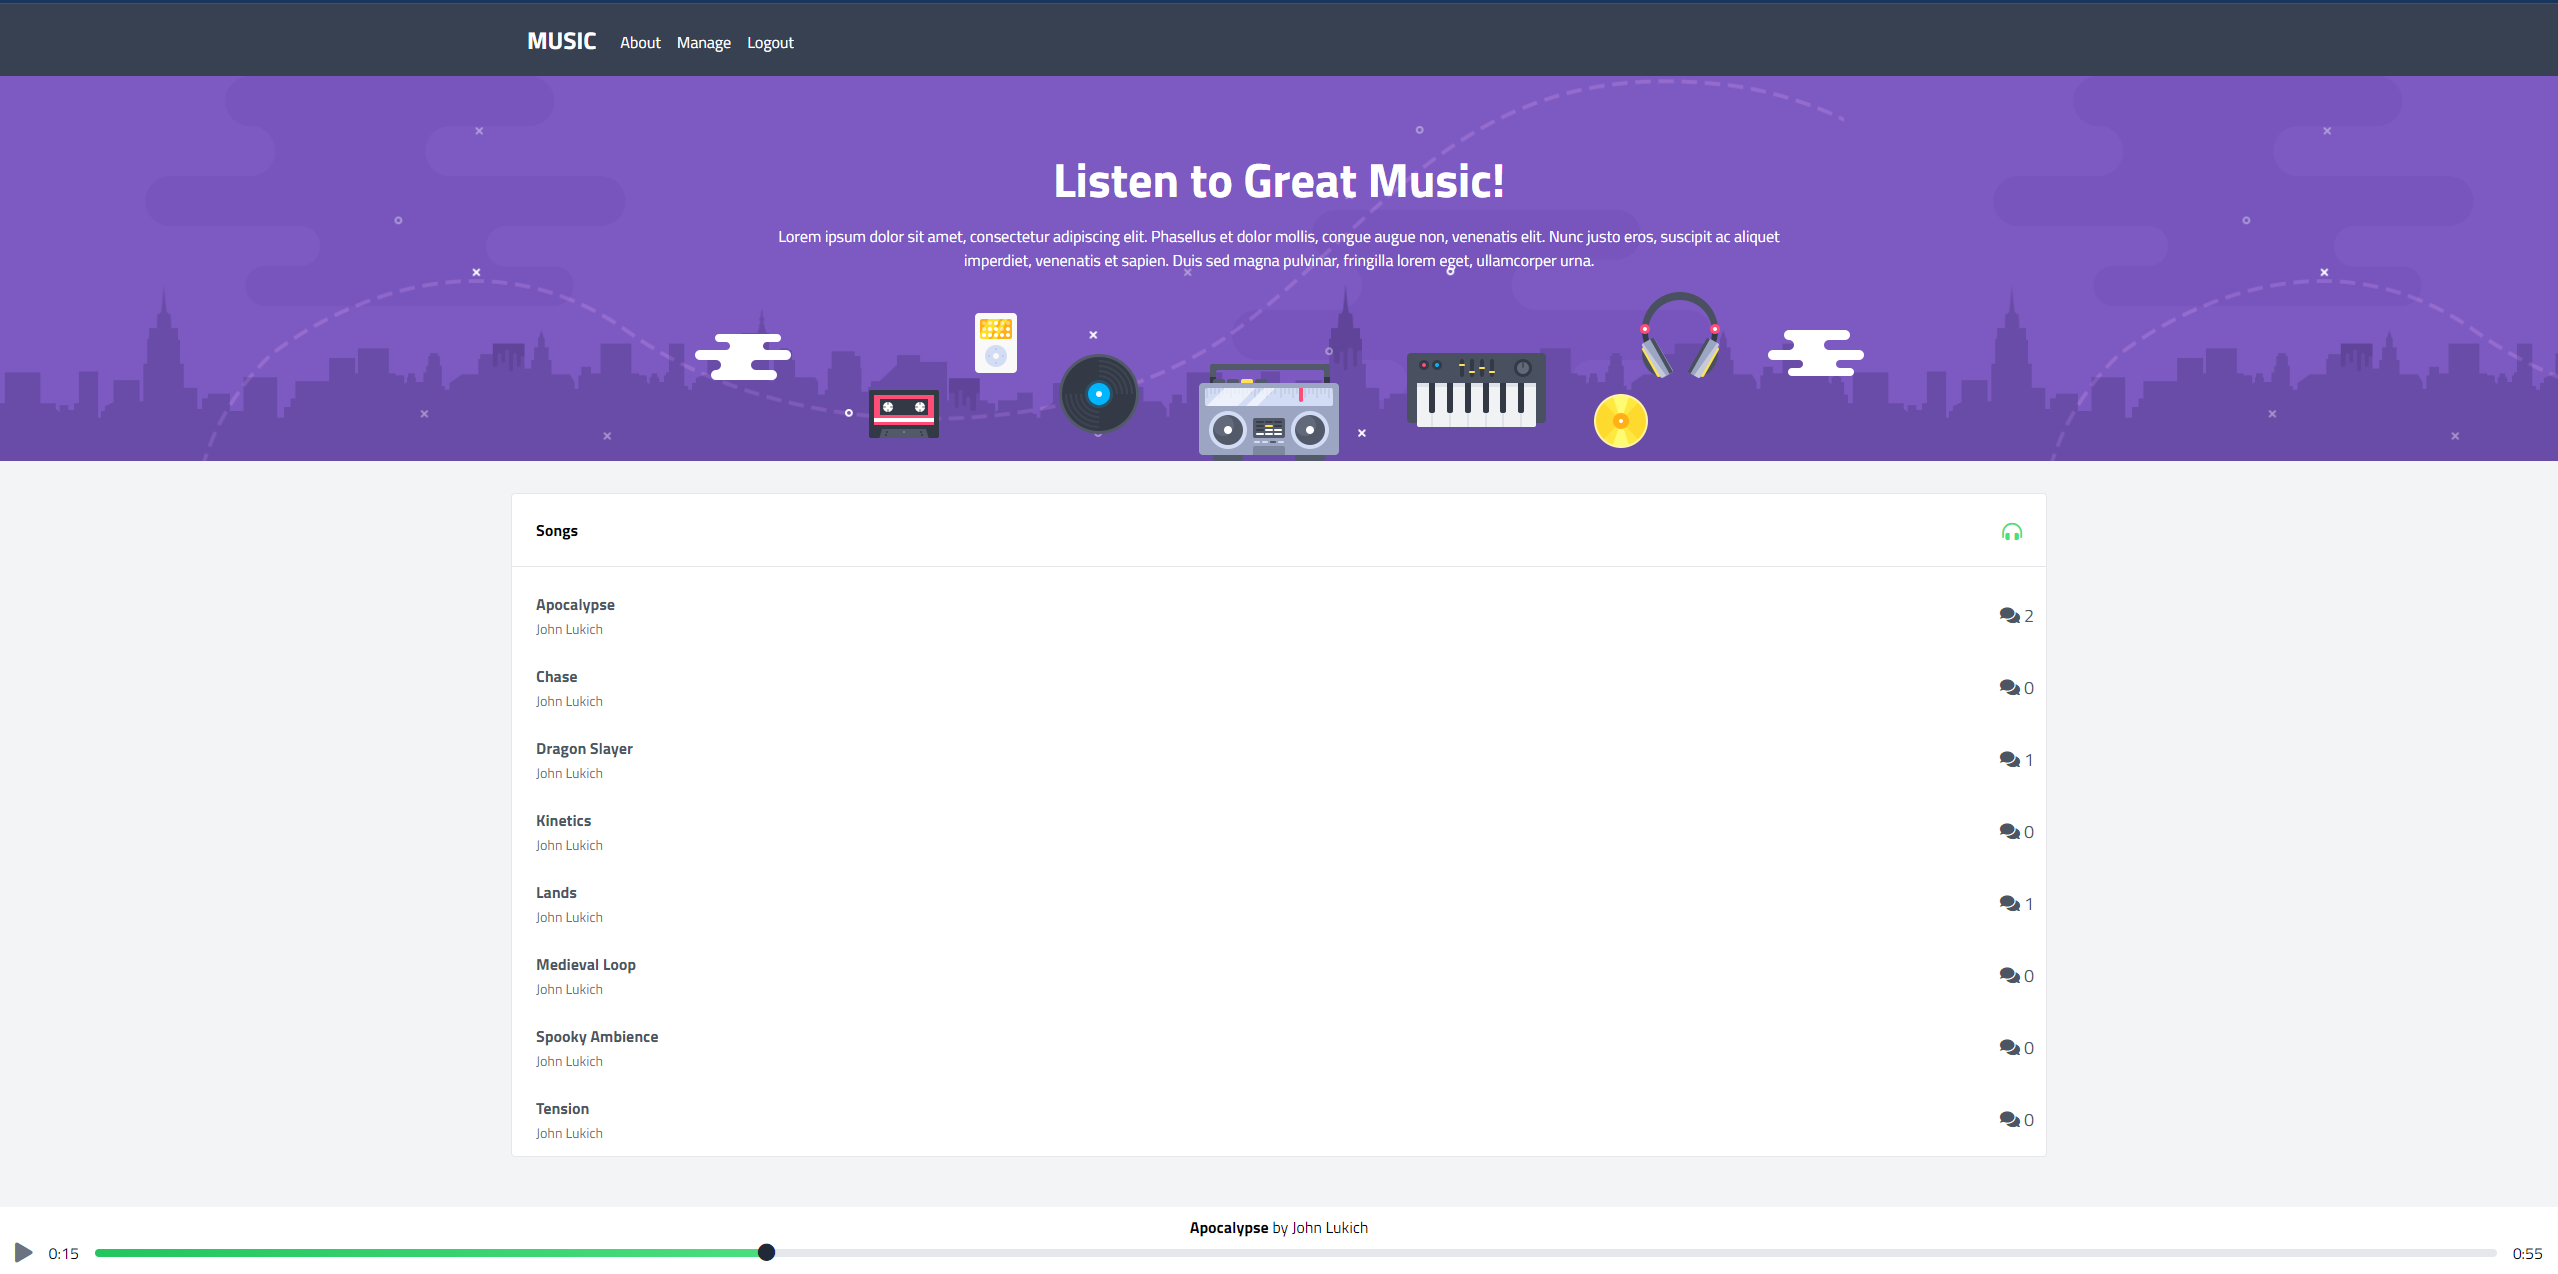 MUSIC About Manage Logout
Listen to Great Music!
Lorem ipsum dolor sit amet, consectetur adipiscing elit. Phasellus et dolor mollis, congue augue non, venenatis elit. Nunc justo eros, suscipit ac aliquet
imperdiet, venenatis et sapien. Duis sed magna pulvinar, fringilla lorem eget, ullamcorper urna.
Songs
Apocalypse
John Lukich
2
Chase
John Lukich
0
Dragon Slayer
John Lukich
1
Kinetics
John Lukich
0
Lands
John Lukich
1
Medieval Loop
John Lukich
0
Spooky Ambience
John Lukich
0
Tension
John Lukich
0
Apocalypse by John Lukich
0:15 0:55